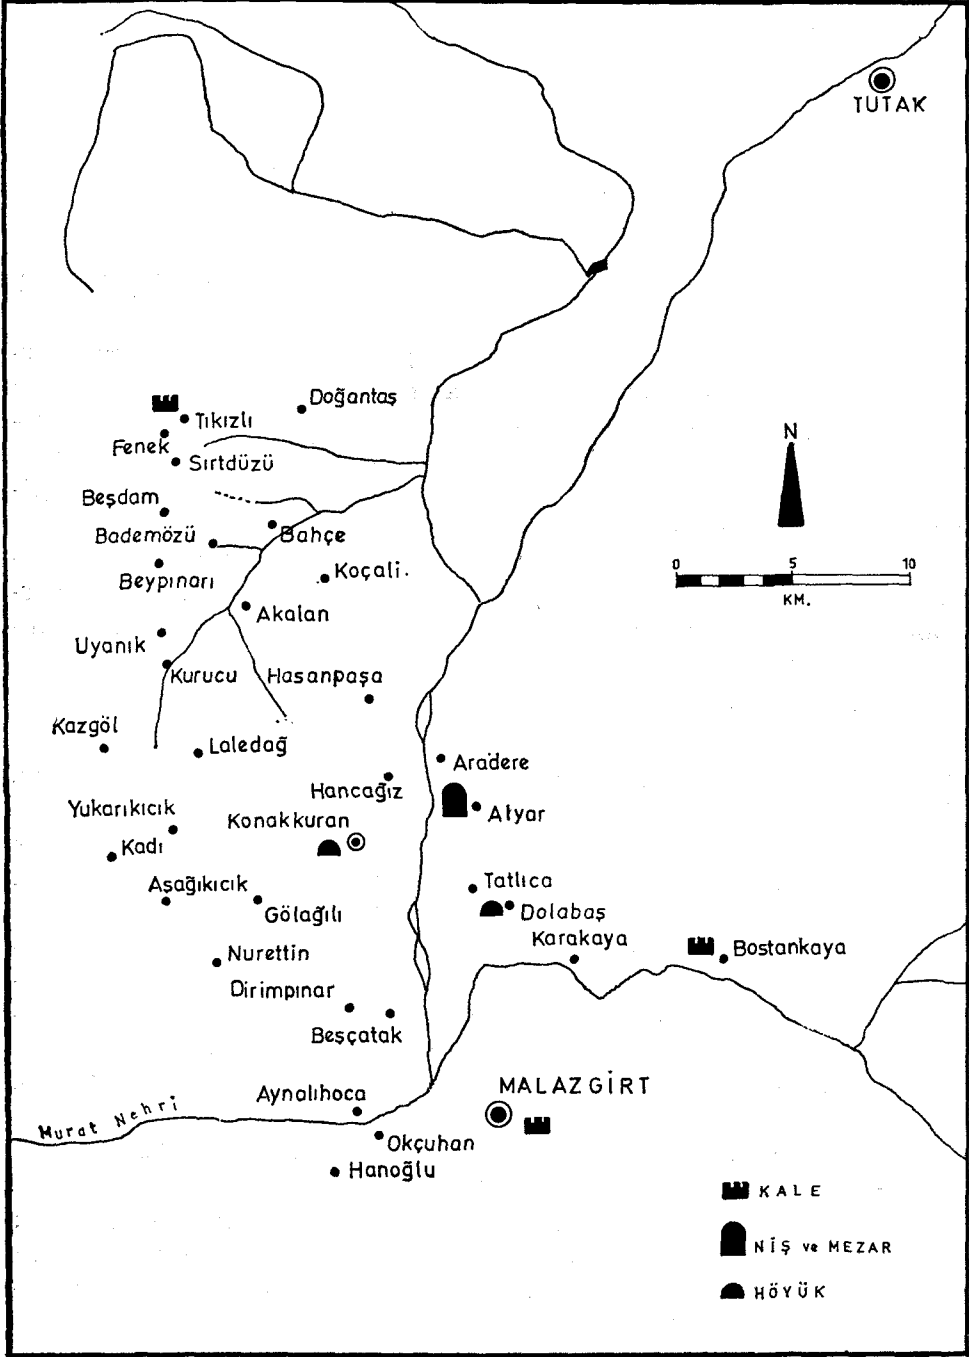 TUTAK
Doğantaş
Tıkızlı
Fenek
Sırtdüzü
N
Beşdam
Bademözü
Bahçe
0 5 10
KM.
Beypınarı
Koçali
Akalan
Uyanık
Kurucu
Hasanpaşa
Kazgöl
Laledağ
Aradere
Hancağız
Yukarıkıcık
Konakkuran
Atyar
Kadı
Aşağıkıcık
Tatlıca
Gölağılı
Dolabaş
Karakaya
Bostankaya
Nurettin
Dirimpınar
Beşçatak
MALAZGİRT
Aynalıhoca
Murat Nehri
Okçuhan
Hanoğlu
KALE
NİŞ ve MEZAR
HÖYÜK